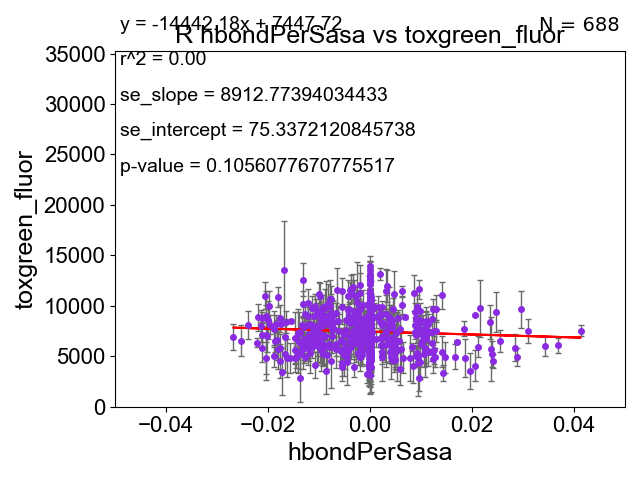 y = -14442.18x + 7447.72
N = 688
R hbondPerSasa vs toxgreen_fluor
r^2 = 0.00
se_slope = 8912.77394034433
se_intercept = 75.3372120845738
p-value = 0.1056077670775517
35000
30000
25000
20000
15000
10000
5000
0
toxgreen_fluor
−0.04
−0.02
0.00
0.02
0.04
hbondPerSasa